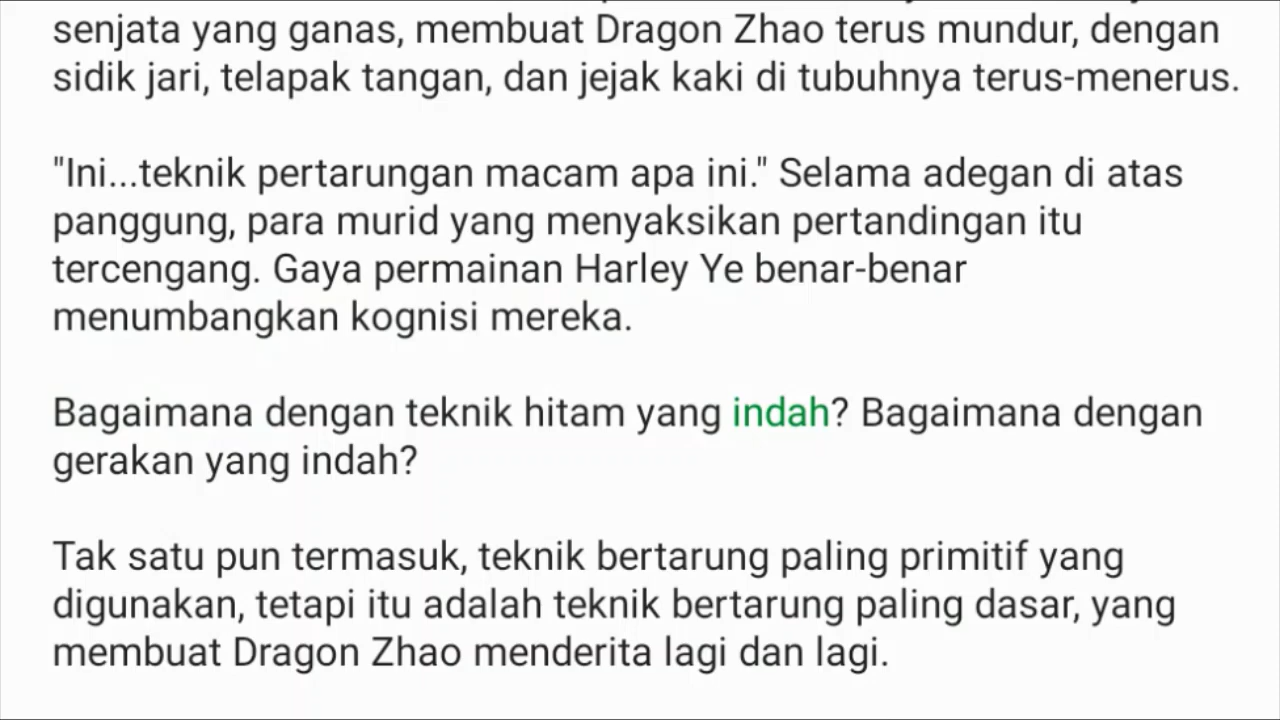 senjata yang ganas, membuat Dragon Zhao terus mundur, dengan
sidik jari, telapak tangan, dan jejak kaki di tubuhnya terus-menerus.
"Ini...teknik pertarungan macam apa ini." Selama adegan di atas
panggung, para murid yang menyaksikan pertandingan itu
tercengang. Gaya permainan Harley Ye benar-benar
menumbangkan kognisi mereka.
Bagaimana dengan teknik hitam yang indah? Bagaimana dengan
gerakan yang indah?
Tak satu pun termasuk, teknik bertarung paling primitif yang
digunakan, tetapi itu adalah teknik bertarung paling dasar, yang
membuat Dragon Zhao menderita lagi dan lagi.